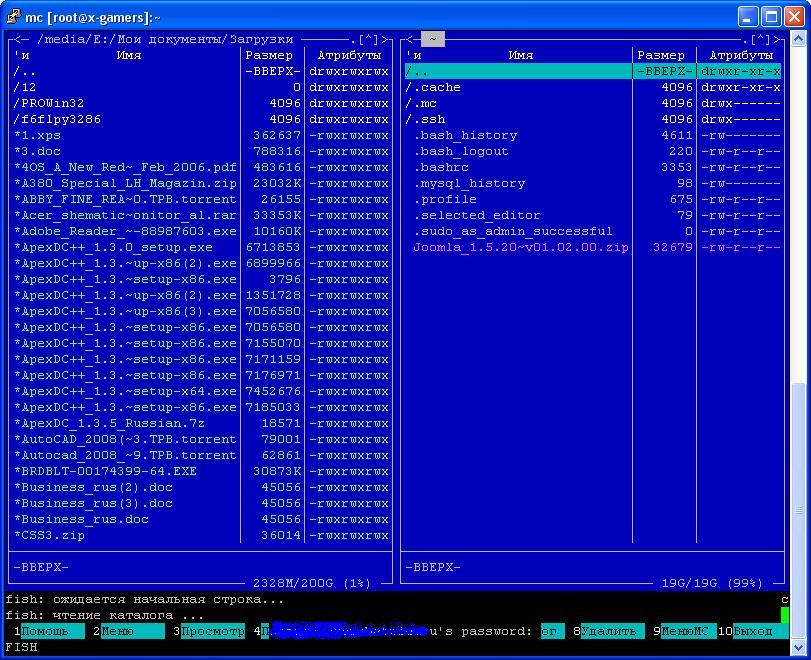 mc [root@x-gamers]:~
<─ /media/E:/Мои документы/Загрузки .[^]>
'и Имя Размер Атрибуты
/.. -ВВЕРХ- drwxrwxrwx
/12 0 drwxrwxrwx
/PROWin32 4096 drwxrwxrwx
/f6flpy3286 4096 drwxrwxrwx
*1.xps 362637 -rwxrwxrwx
*3.doc 788316 -rwxrwxrwx
*4OS_A_New_Red~_Feb_2006.pdf 483616 -rwxrwxrwx
*A380_Special_LH_Magazin.zip 23032K -rwxrwxrwx
*ABBY_FINE_REA~0.TPB.torrent 26155 -rwxrwxrwx
*Acer_shematic~onitor_al.rar 33353K -rwxrwxrwx
*Adobe_Reader_~-88987603.exe 10160K -rwxrwxrwx
*ApexDC++_1.3.0_setup.exe 6713853 -rwxrwxrwx
*ApexDC++_1.3.~up-x86(2).exe 6899966 -rwxrwxrwx
*ApexDC++_1.3.~setup-x86.exe 3796 -rwxrwxrwx
*ApexDC++_1.3.~up-x86(2).exe 1351728 -rwxrwxrwx
*ApexDC++_1.3.~up-x86(3).exe 7056580 -rwxrwxrwx
*ApexDC++_1.3.~setup-x86.exe 7056580 -rwxrwxrwx
*ApexDC++_1.3.~setup-x86.exe 7155070 -rwxrwxrwx
*ApexDC++_1.3.~setup-x86.exe 7171159 -rwxrwxrwx
*ApexDC++_1.3.~setup-x86.exe 7176971 -rwxrwxrwx
*ApexDC++_1.3.~setup-x64.exe 7452676 -rwxrwxrwx
*ApexDC++_1.3.~setup-x86.exe 7185033 -rwxrwxrwx
*ApexDC_1.3.5_Russian.7z 18571 -rwxrwxrwx
*AutoCAD_2008(~3.TPB.torrent 79001 -rwxrwxrwx
*Autocad_2008_~9.TPB.torrent 62861 -rwxrwxrwx
*BRDBLT-00174399-64.EXE 30873K -rwxrwxrwx
*Business_rus(2).doc 45056 -rwxrwxrwx
*Business_rus(3).doc 45056 -rwxrwxrwx
*Business_rus.doc 45056 -rwxrwxrwx
*CSS3.zip 36014 -rwxrwxrwx
-ВВЕРХ-
2328M/200G (1%)
<─ ~ .[^]>
'и Имя Размер Атрибуты
/.. -ВВЕРХ- drwxr-xr-x
/.cache 4096 drwxr-xr-x
/.mc 4096 drwx------
/.ssh 4096 drwx------
.bash_history 4611 -rw-------
.bash_logout 220 -rw-r--r--
.bashrc 3353 -rw-r--r--
.mysql_history 98 -rw-------
.profile 675 -rw-r--r--
.selected_editor 79 -rw-r--r--
.sudo_as_admin_successful 0 -rw-r--r--
Joomla_1.5.20~v01.02.00.zip 32679 -rw-r--r--
-ВВЕРХ-
19G/19G (99%)
fish: ожидается начальная строка... с
fish: чтение каталога ...
1Помощь 2Меню 3Просмотр 4П u's password: ог 8Удалить 9МенюMC 10Выход
FISH